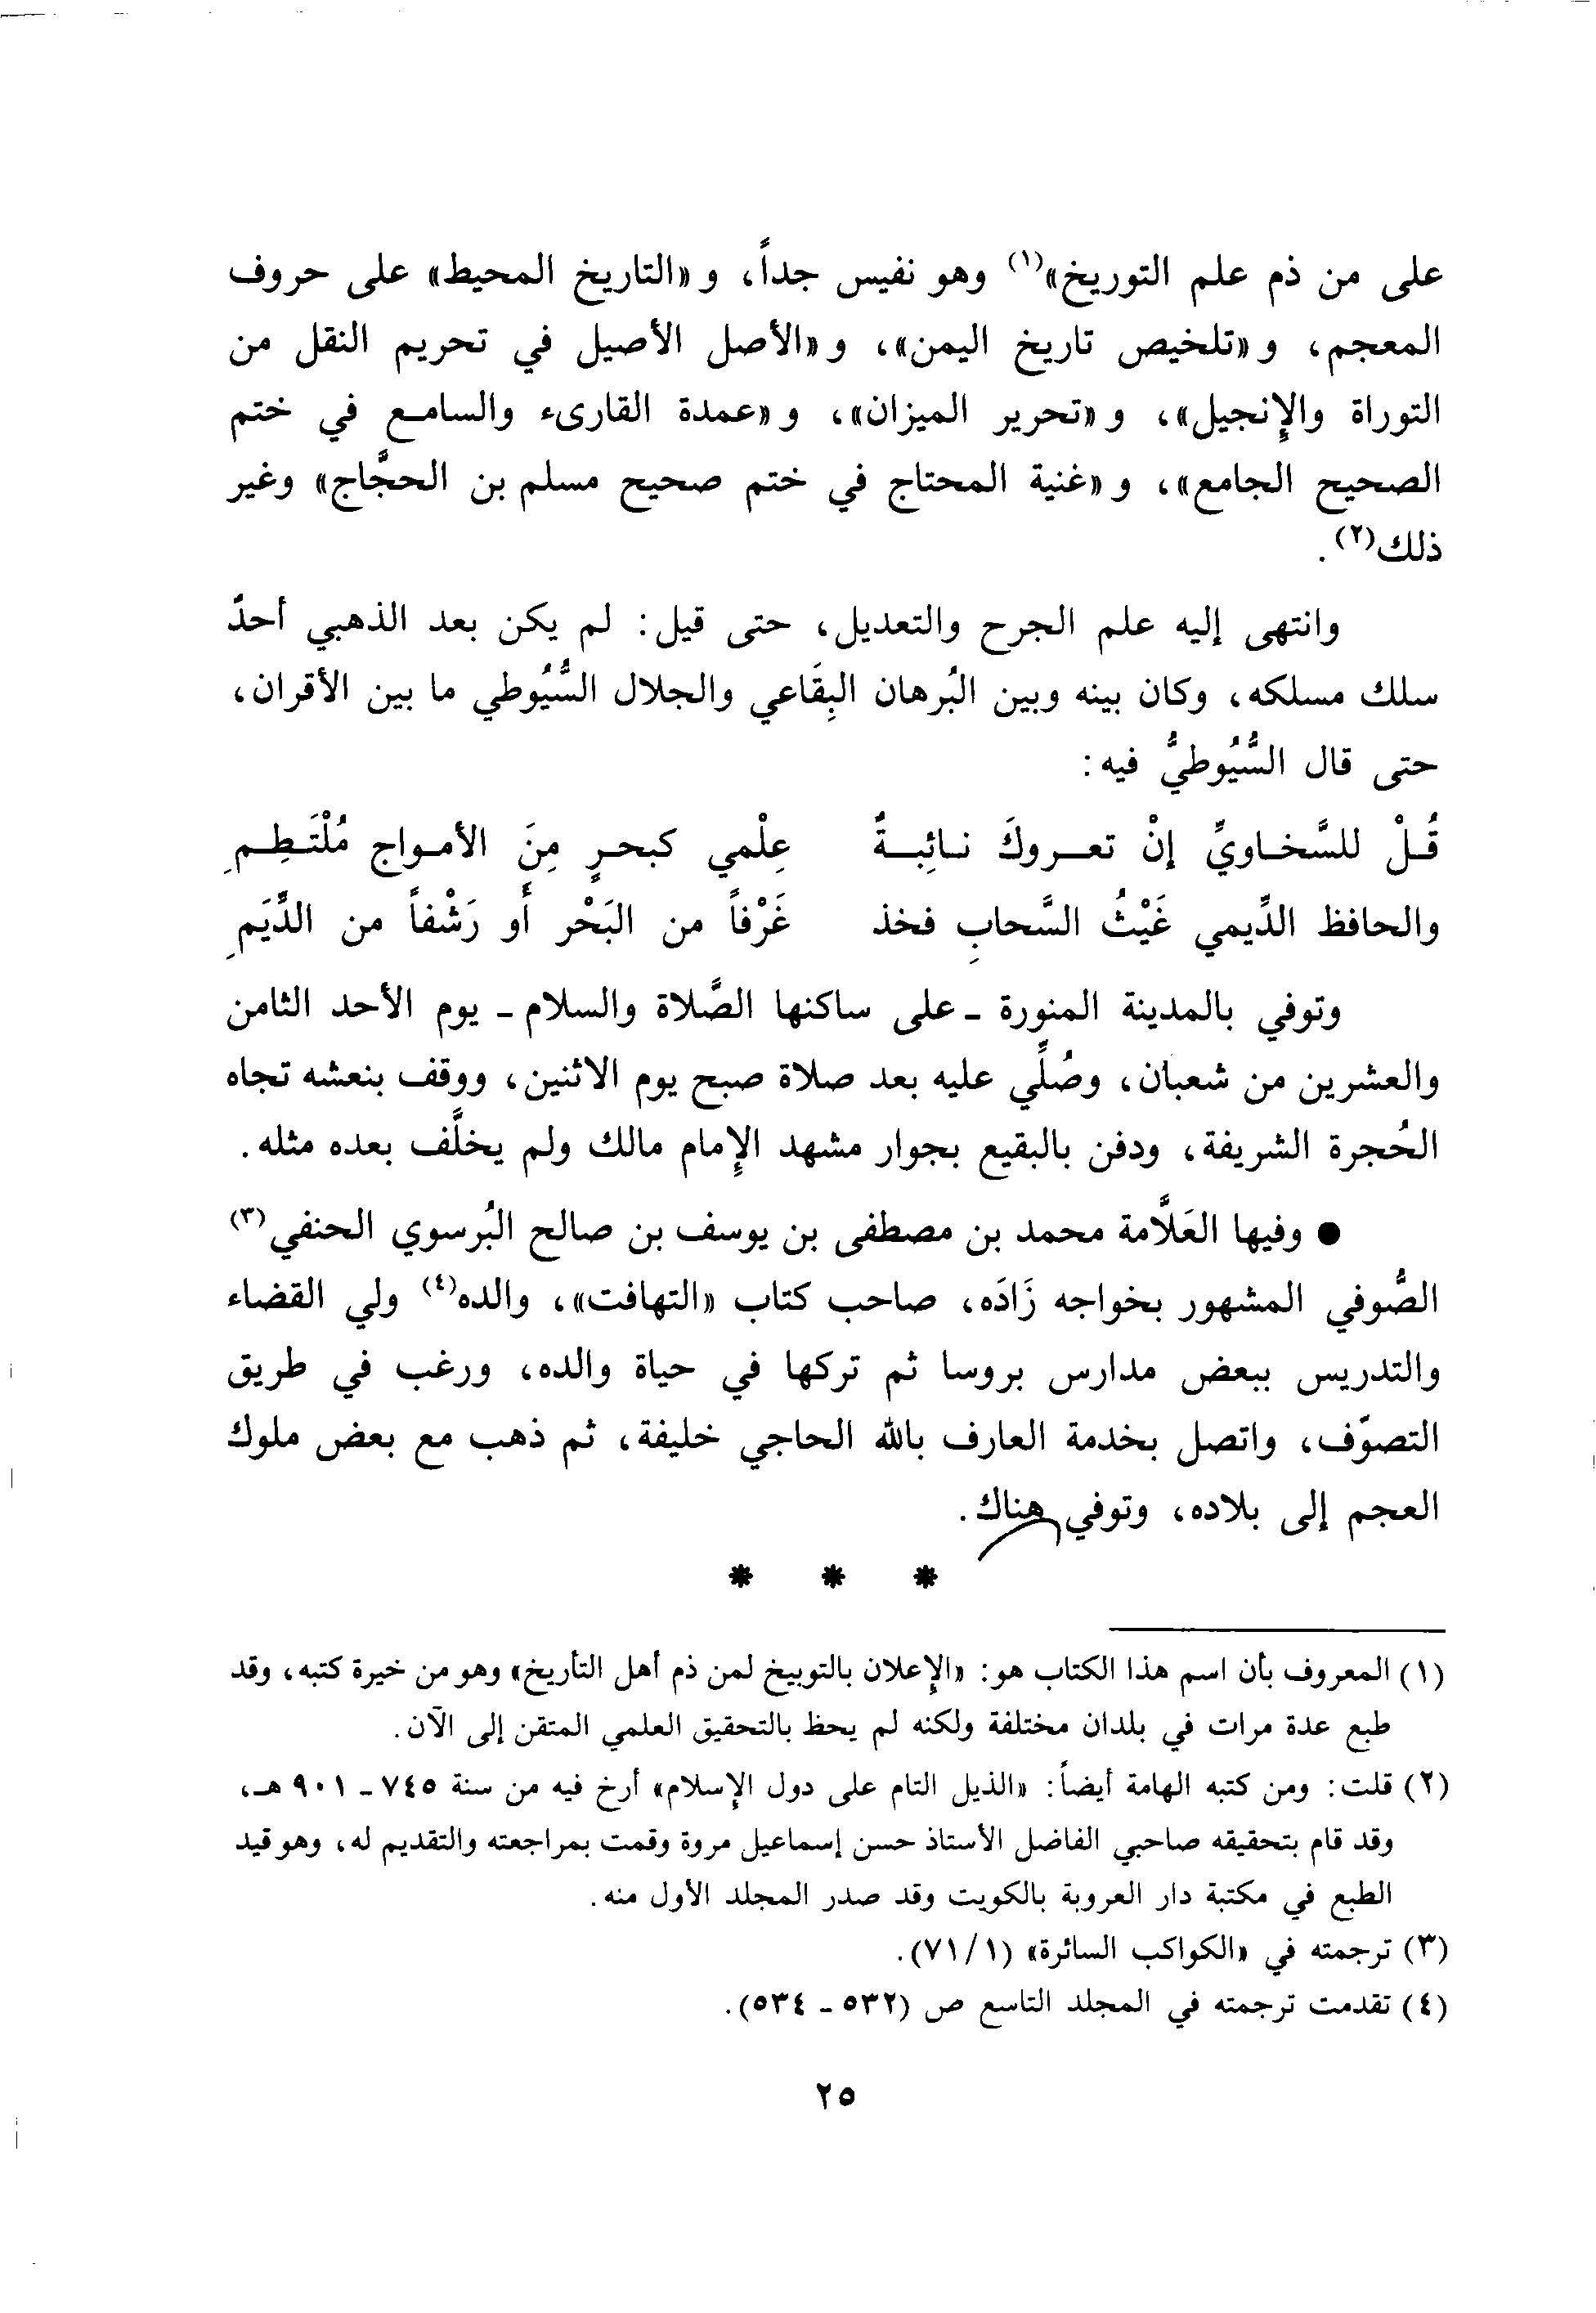 على من ذم علم التوريخ»(١) وهو نفيس جداً، و «التاريخ المحيط» على حروف
المعجم، و «تلخيص تاريخ اليمن»، و «الأصل الأصيل في تحريم النقل من
التوراة والإنجيل»، و «تحرير الميزان»، و «عمدة القارىء والسامع في ختم
الصحيح الجامع»، و «غنية المحتاج في ختم صحيح مسلم بن الحجَّاج» وغير
ذلك(٢).
وانتهى إليه علم الجرح والتعديل، حتى قيل: لم يكن بعد الذهبي أحدٌ
سلك مسلكه، وكان بينه وبين البُرهان البِقَاعي والجلال السُّيُوطي ما بين الأقران،
حتى قال السُّيُوطيُّ فيه:
قُلْ للسَّخاويِّ إنْ تعروكَ نائِبةً عِلْمي كبحرٍ مِنَ الأمواج مُلْتَطِمِ
والحافظ الدِّيمي غَيْثُ السَّحابِ فخذ غَرْفاً من البَحْر أو رَشْفاً من الدِّيَمِ
وتوفي بالمدينة المنورة - على ساكنها الصَّلاة والسلام - يوم الأحد الثامن
والعشرين من شعبان، وصُلِّي عليه بعد صلاة صبح يوم الاثنين، ووقف بنعشه تجاه
الحُجرة الشريفة، ودفن بالبقيع بجوار مشهد الإمام مالك ولم يخلَّف بعده مثله.
● وفيها العَلاَّمة محمد بن مصطفى بن يوسف بن صالح البُرسوي الحنفي(٣)
الصُّوفي المشهور بخواجه زَادَه، صاحب كتاب «التهافت»، والده(٤) ولي القضاء
والتدريس ببعض مدارس بروسا ثم تركها في حياة والده، ورغب في طريق
التصوّف، واتصل بخدمة العارف بالله الحاجي خليفة، ثم ذهب مع بعض ملوك
العجم إلى بلاده، وتوفي هناك.
* * *
(١) المعروف بأن اسم هذا الكتاب هو: «الإعلان بالتوبيخ لمن ذم أهل التأريخ» وهو من خيرة كتبه، وقد
طبع عدة مرات في بلدان مختلفة ولكنه لم يحظ بالتحقيق العلمي المتقن إلى الآن.
(٢) قلت: ومن كتبه الهامة أيضاً: «الذيل التام على دول الإسلام» أرخ فيه من سنة ٧٤٥ - ٩٠١ هـ،
وقد قام بتحقيقه صاحبي الفاضل الأستاذ حسن إسماعيل مروة وقمت بمراجعته والتقديم له، وهو قيد
الطبع في مكتبة دار العروبة بالكويت وقد صدر المجلد الأول منه.
(٣) ترجمته في «الكواكب السائرة» (٧١/١).
(٤) تقدمت ترجمته في المجلد التاسع ص (٥٣٢ - ٥٣٤).
٢٥